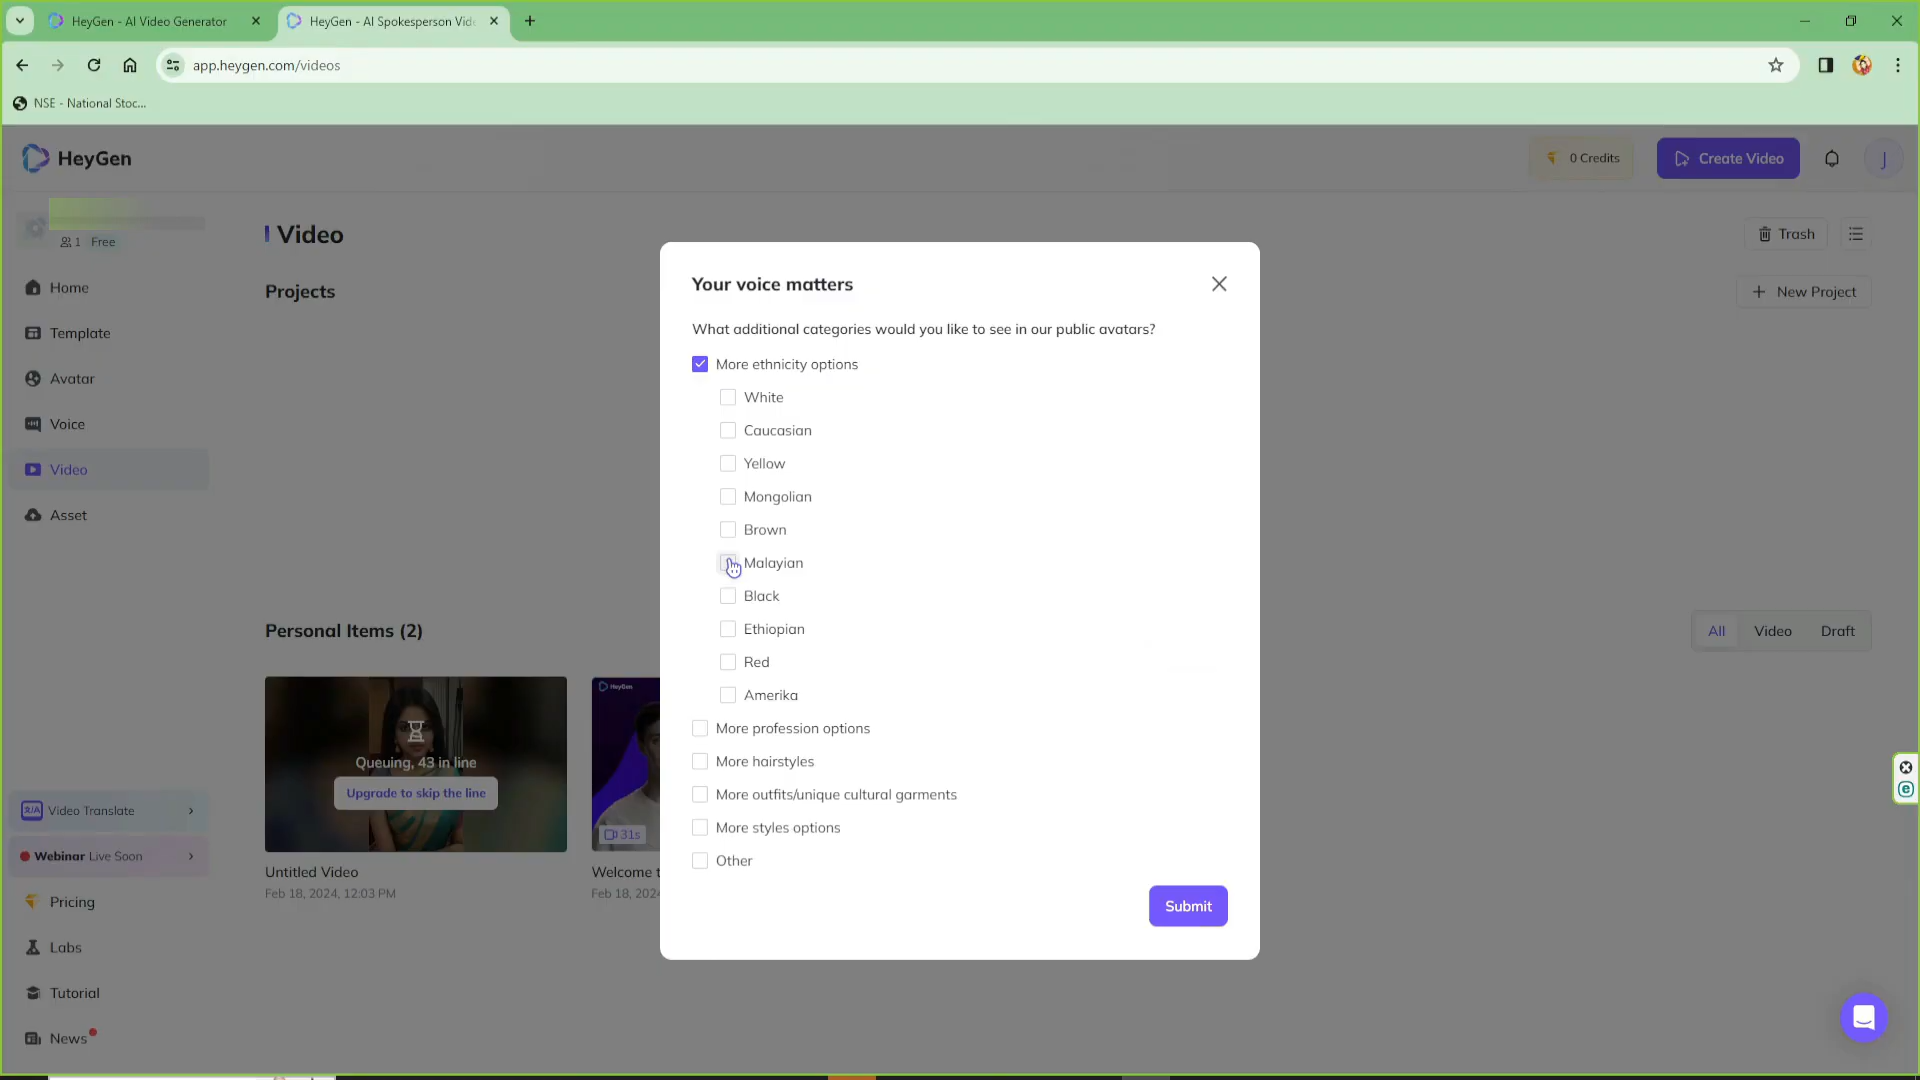 HeyGen - AI Video Generator
HeyGen - AI Spokesperson Vid
app.heygen.com/videos
NSE - National Stoc...
HeyGen
0 Credits
Create Video
J
1 Free
Home
Template
Avatar
Voice
Video
Asset
Video Translate
Webinar Live Soon
Pricing
Labs
Tutorial
News
Video
Trash
Projects
New Project
Your voice matters
What additional categories would you like to see in our public avatars?
More ethnicity options
White
Caucasian
Yellow
Mongolian
Brown
Malayian
Black
Ethiopian
Red
Amerika
More profession options
More hairstyles
More outfits/unique cultural garments
More styles options
Other
Submit
Personal Items (2)
All
Video
Draft
Queuing, 43 in line
Upgrade to skip the line
Untitled Video
Feb 18, 2024, 12:03 PM
HeyGen
31s
Welcome t
Feb 18, 2024